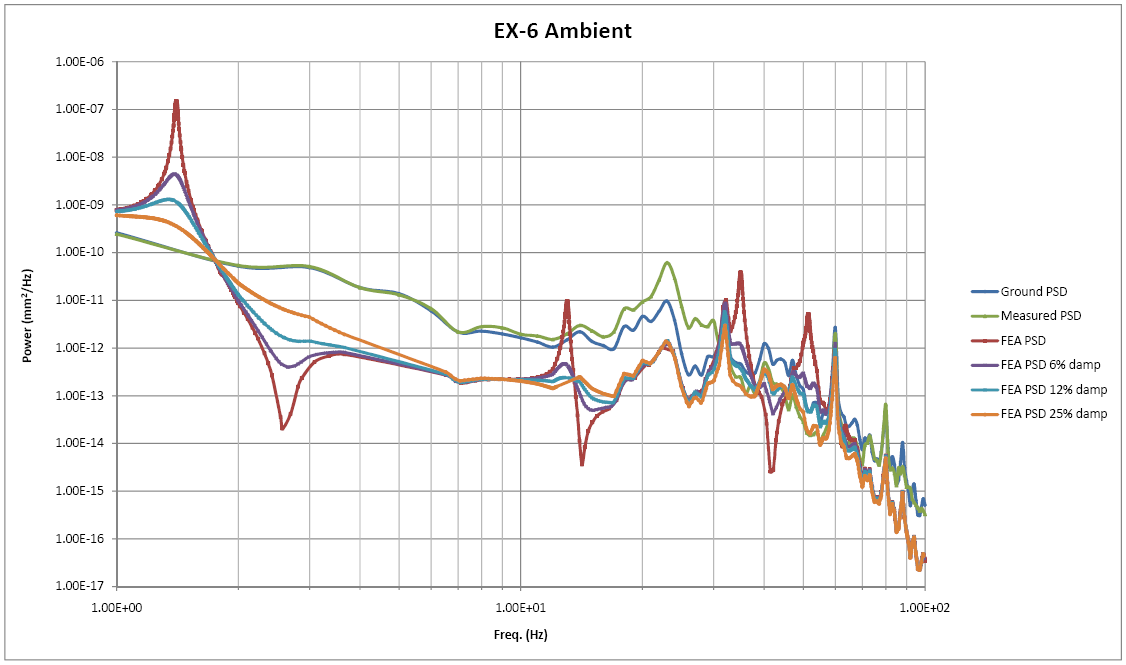 EX-6 Ambient
1.00E-06
1.00E-07
1.00E-08
1.00E-09
1.00E-10
1.00E-11
1.00E-12
1.00E-13
1.00E-14
1.00E-15
1.00E-16
1.00E-17
Power (mm²/Hz)
1.00E+00
1.00E+01
1.00E+02
Freq. (Hz)
Ground PSD
Measured PSD
FEA PSD
FEA PSD 6% damp
FEA PSD 12% damp
FEA PSD 25% damp